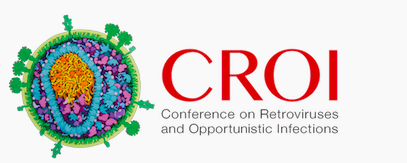 CROI
Conference on Retroviruses
and Opportunistic Infections